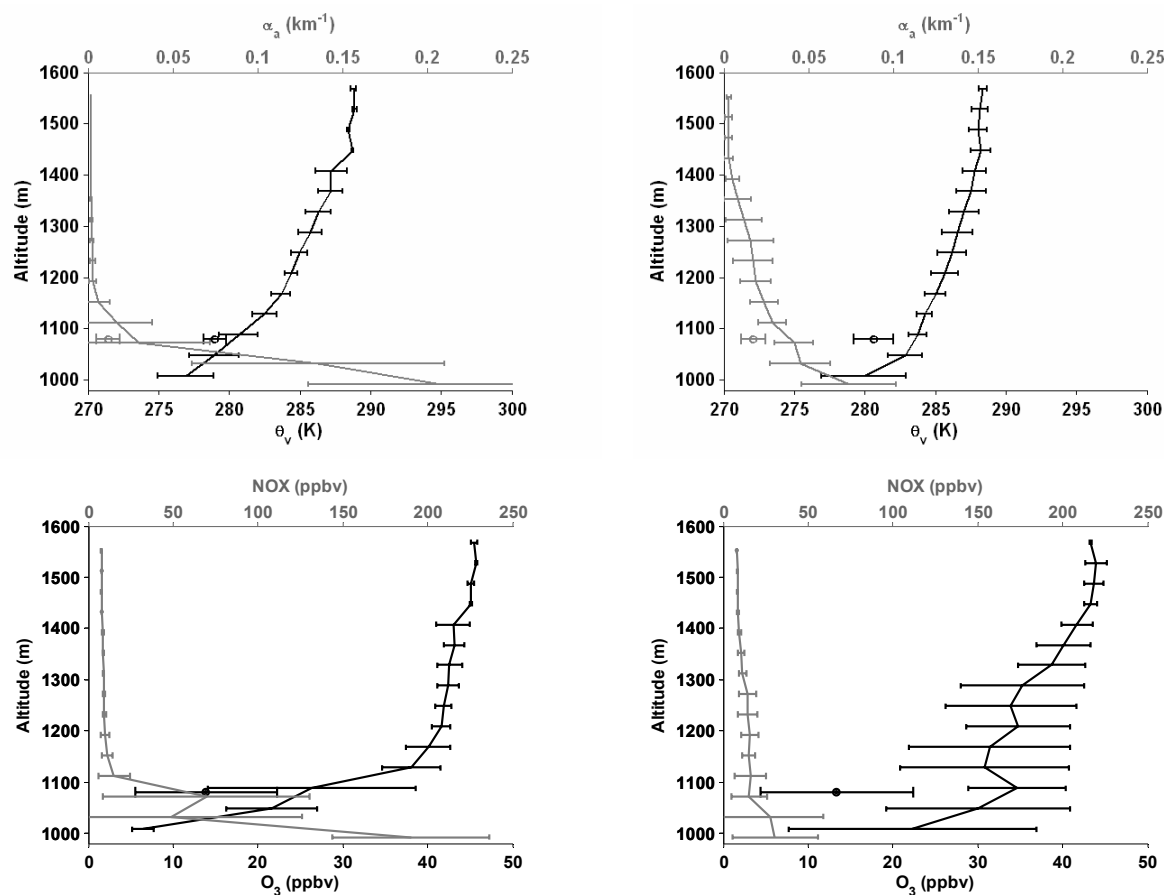 αa (km-1) αa (km-1)
0 0.05 0.1 0.15 0.2 0.25 0 0.05 0.1 0.15 0.2 0.25
1600 1600
1500 1500
1400 1400
1300 1300
1200 1200
1100 1100
1000 1000
Altitude (m) Altitude (m)
270 275 280 285 290 295 300 270 275 280 285 290 295 300
θv (K) θv (K)
NOX (ppbv) NOX (ppbv)
0 50 100 150 200 250 0 50 100 150 200 250
1600 1600
1500 1500
1400 1400
1300 1300
1200 1200
1100 1100
1000 1000
Altitude (m) Altitude (m)
0 10 20 30 40 50 0 10 20 30 40 50
O3 (ppbv) O3 (ppbv)